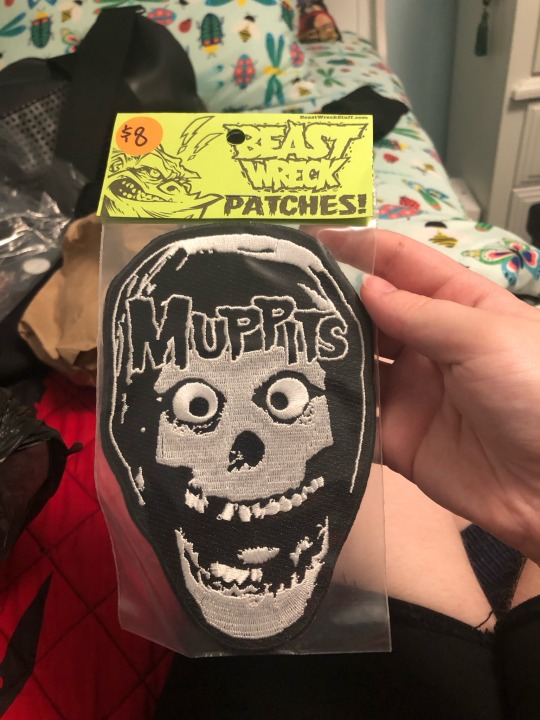 BeastWreckStuff.com
$8
BEAST
WRECK
PATCHES!
MUPPITS